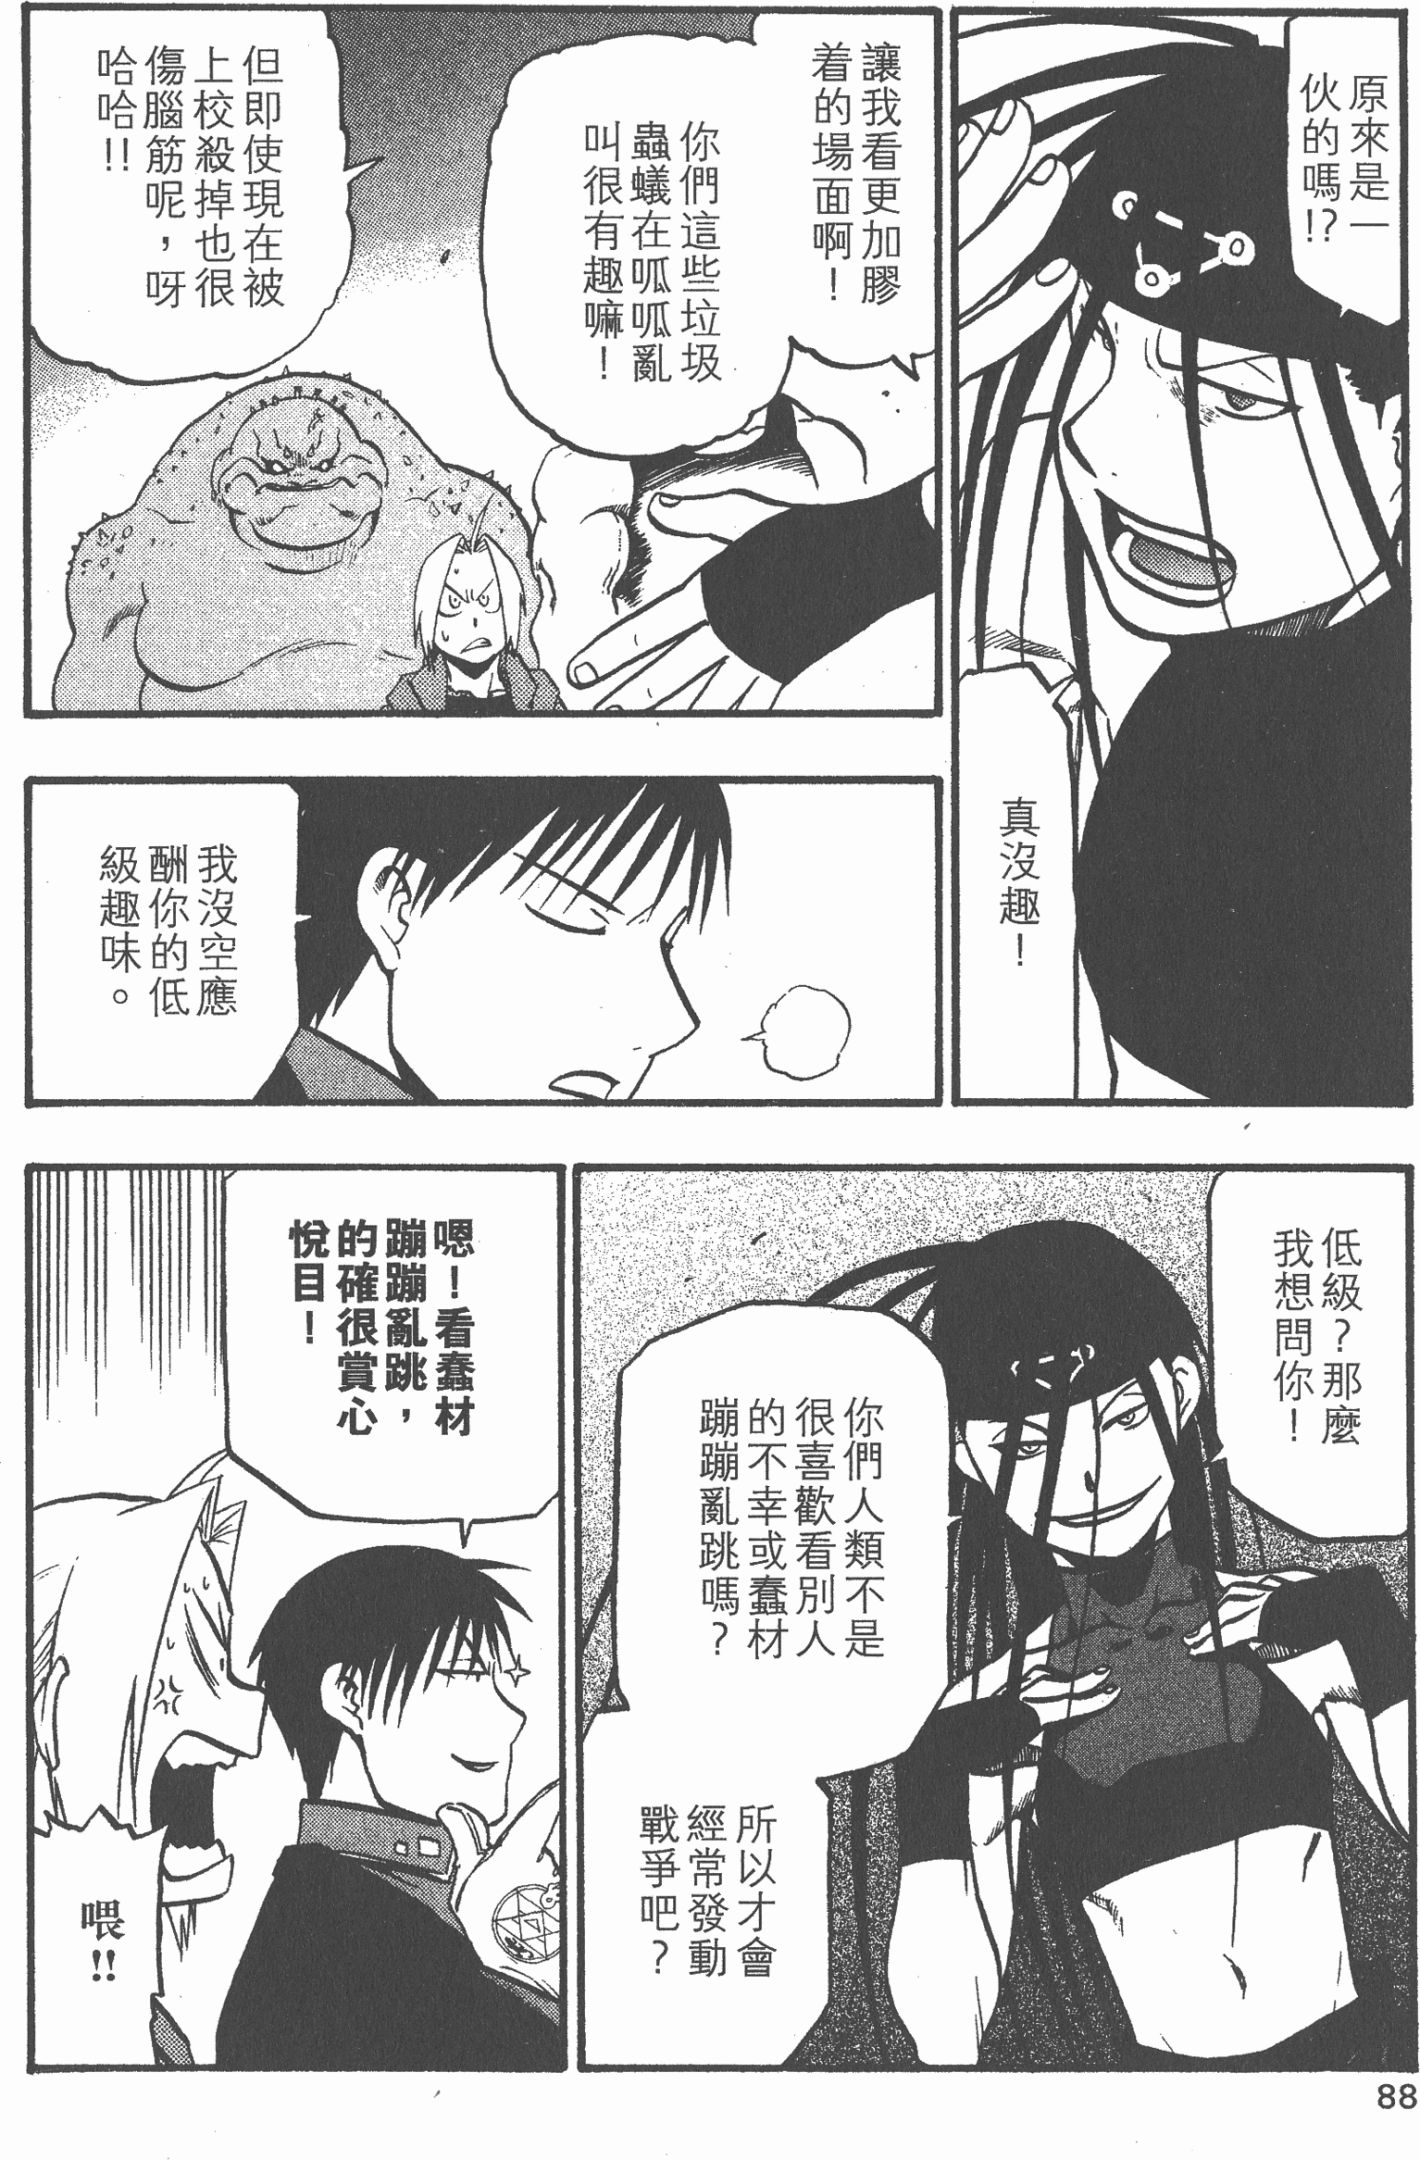 原來是一
伙的嗎!?
真沒趣！
讓我看更加膠
着的場面啊！
你們這些垃圾
蟲蟻在呱呱亂
叫很有趣嘛！
但即使現在被
上校殺掉也很
傷腦筋呢，呀
哈哈!!
我沒空應
酬你的低
級趣味。
低級？那麼
我想問你！
你們人類不是
很喜歡看別人
的不幸或蠢材
蹦蹦亂跳嗎？
所以才會
經常發動
戰爭吧？
嗯！看蠢材
蹦蹦亂跳，
的確很賞心
悅目！
喂!!
88